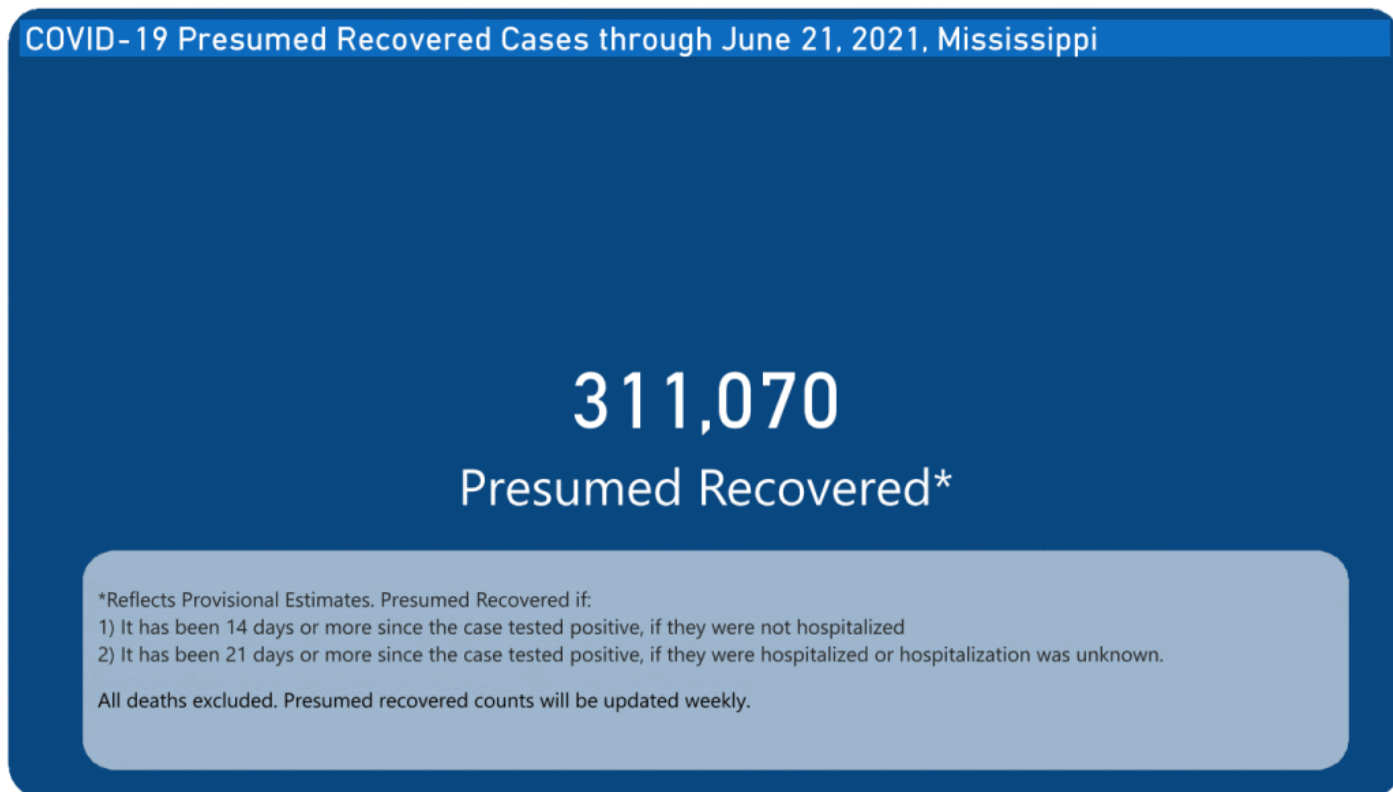 COVID-19 Presumed Recovered Cases through June 21, 2021, Mississippi
311,070
Presumed Recovered*
*Reflects Provisional Estimates. Presumed Recovered if:
1) It has been 14 days or more since the case tested positive, if they were not hospitalized
2) It has been 21 days or more since the case tested positive, if they were hospitalized or hospitalization was unknown.
All deaths excluded. Presumed recovered counts will be updated weekly.